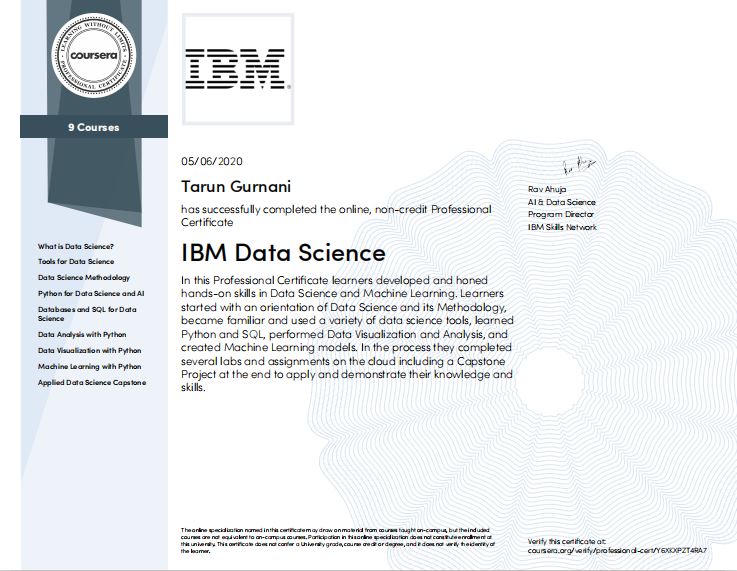 LEARNING WITHOUT LIMITS
coursera
PROFESSIONAL CERTIFICATE
9 Courses
What is Data Science?
Tools for Data Science
Data Science Methodology
Python for Data Science and AI
Databases and SQL for Data
Science
Data Analysis with Python
Data Visualization with Python
Machine Learning with Python
Applied Data Science Capstone
IBM
05/06/2020
Tarun Gurnani
has successfully completed the online, non-credit Professional
Certificate
IBM Data Science
In this Professional Certificate learners developed and honed
hands-on skills in Data Science and Machine Learning. Learners
started with an orientation of Data Science and its Methodology,
became familiar and used a variety of data science tools, learned
Python and SQL, performed Data Visualization and Analysis, and
created Machine Learning models. In the process they completed
several labs and assignments on the cloud including a Capstone
Project at the end to apply and demonstrate their knowledge and
skills.
Rav Ahuja
AI & Data Science
Program Director
IBM Skills Network
The online specialization named in this certificate may draw on material from courses taught on-campus, but the included
courses are not equivalent to on-campus courses. Participation in this online specialization does not constitute enrollment at
this university. This certificate does not confer a University grade, course credit or degree, and it does not verify the identity of
the learner.
Verify this certificate at:
coursera.org/verify/professional-cert/Y6XXXPZT4RA7